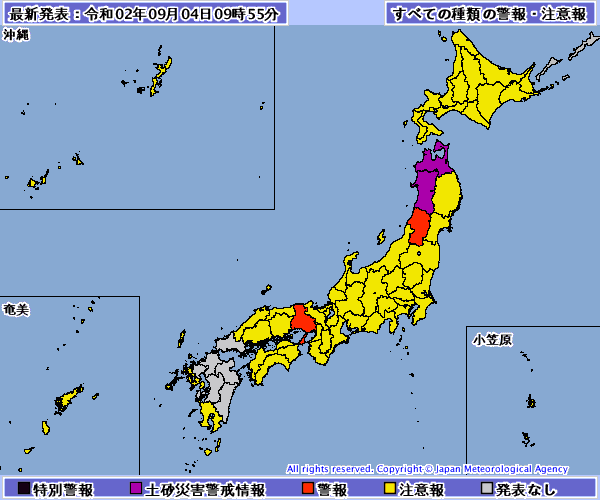 最新発表：令和02年09月04日09時55分
すべての種類の警報・注意報
沖縄
奄美
小笠原
All rights reserved. Copyright © Japan Meteorological Agency
特別警報 土砂災害警戒情報 警報 注意報 発表なし